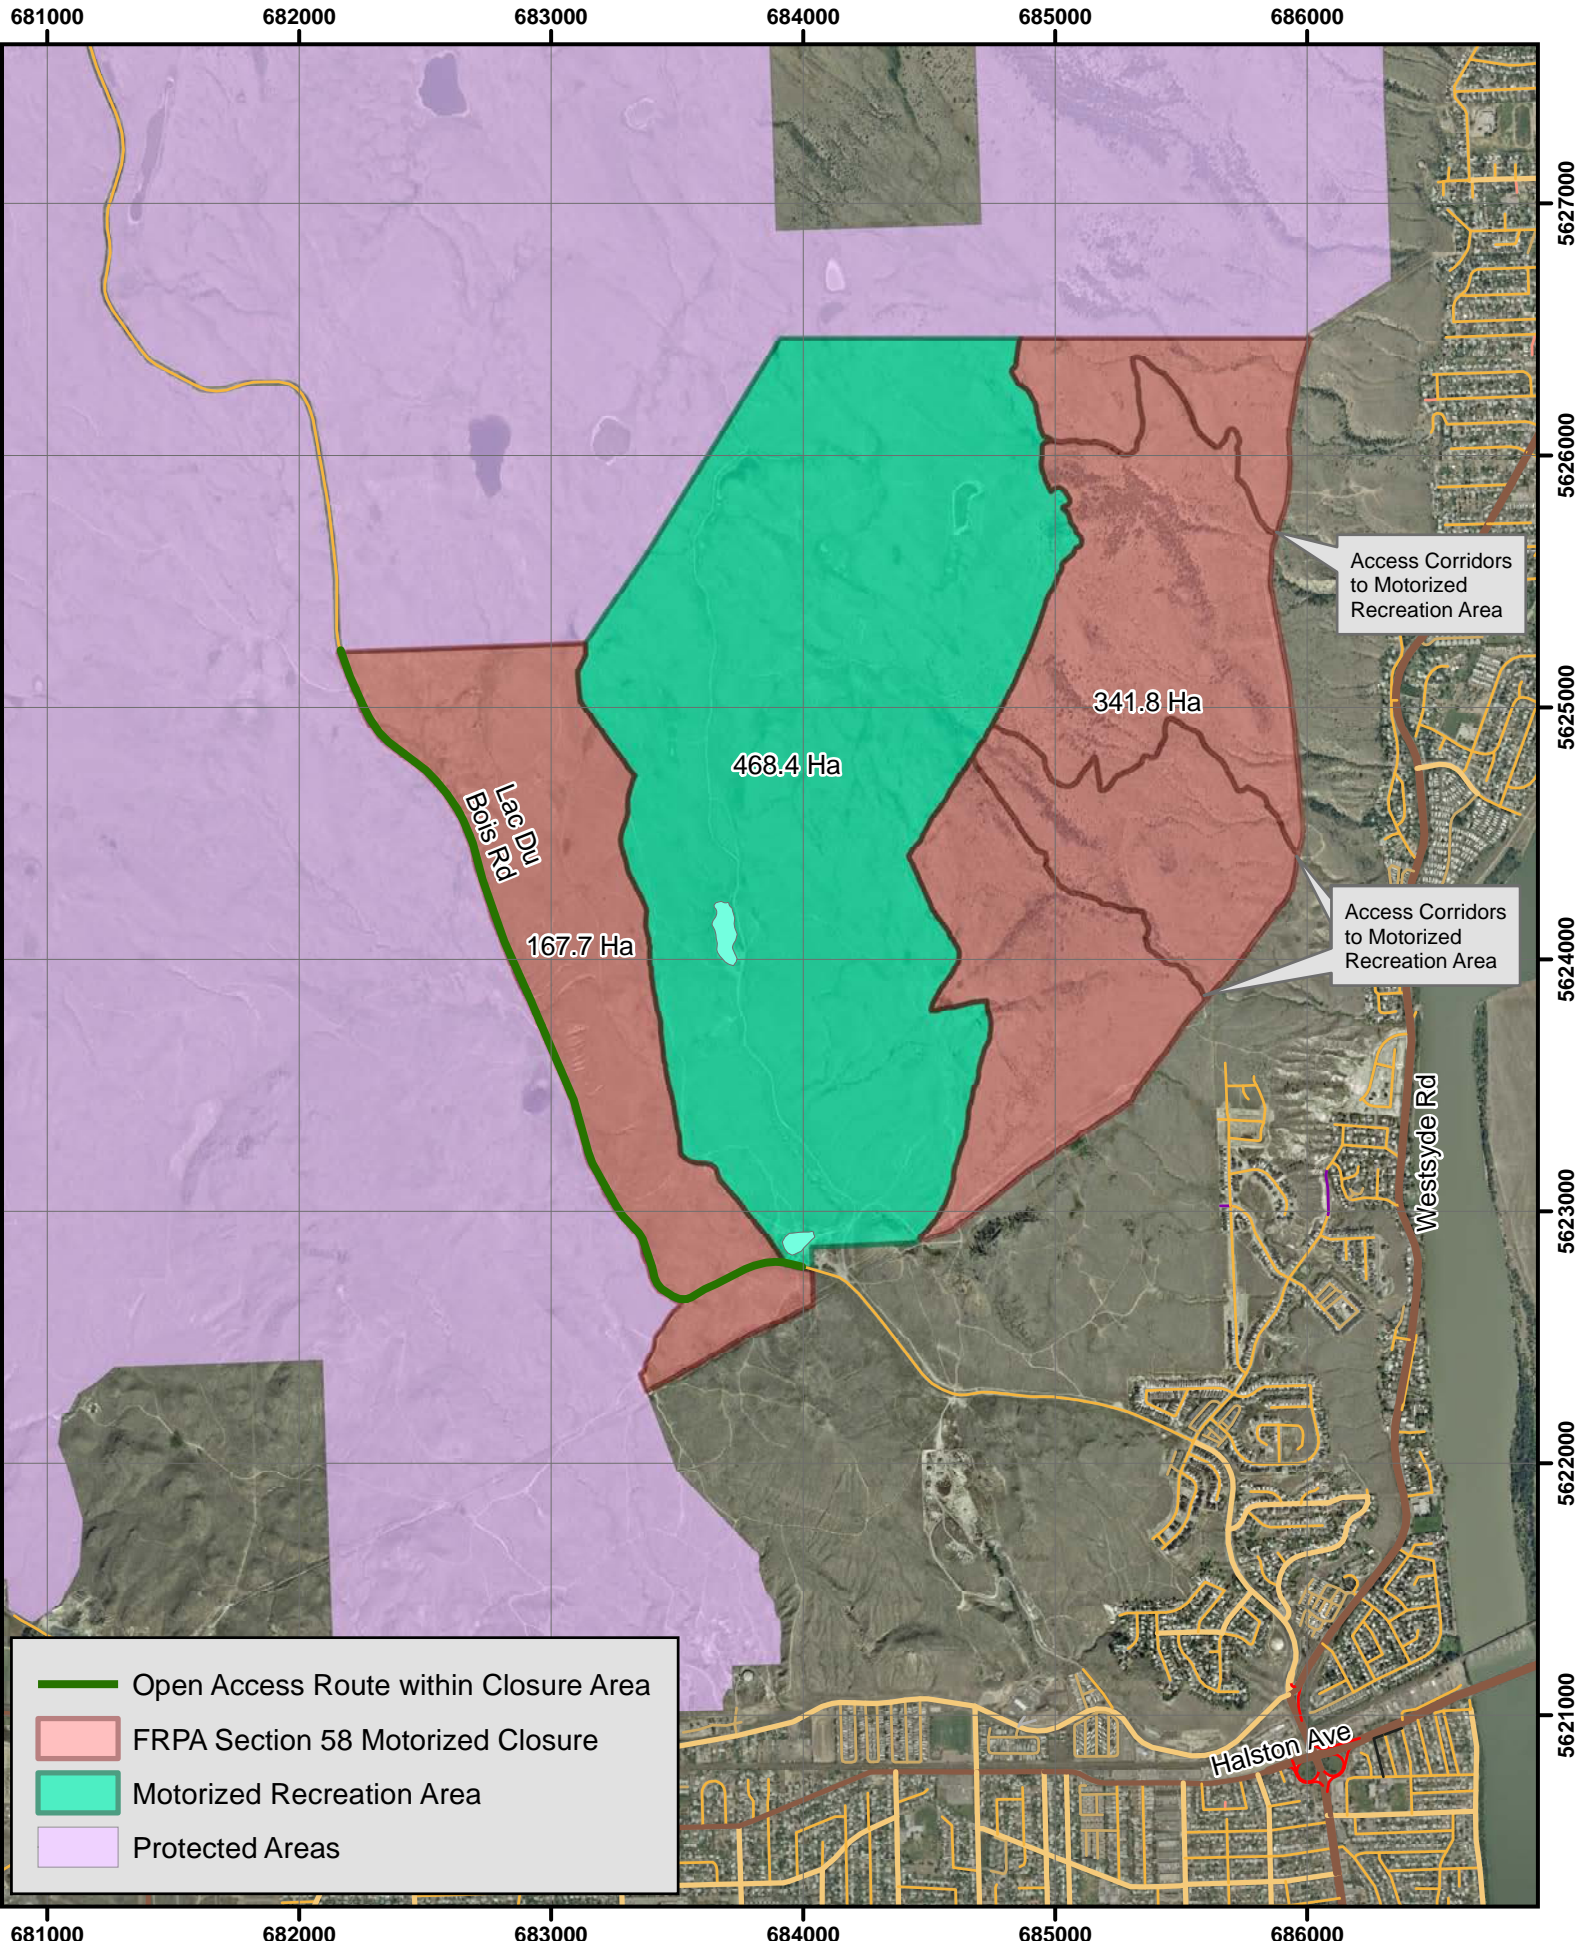 681000 682000 683000 684000 685000 686000
5627000
5626000
Access Corridors
to Motorized
Recreation Area
5625000
341.8 Ha
468.4 Ha
Lac Du
Bois Rd
Access Corridors
to Motorized
Recreation Area
167.7 Ha
5624000
Westsyde Rd
5623000
5622000
5621000
Halston Ave
Open Access Route within Closure Area
FRPA Section 58 Motorized Closure
Motorized Recreation Area
Protected Areas
681000 682000 683000 684000 685000 686000